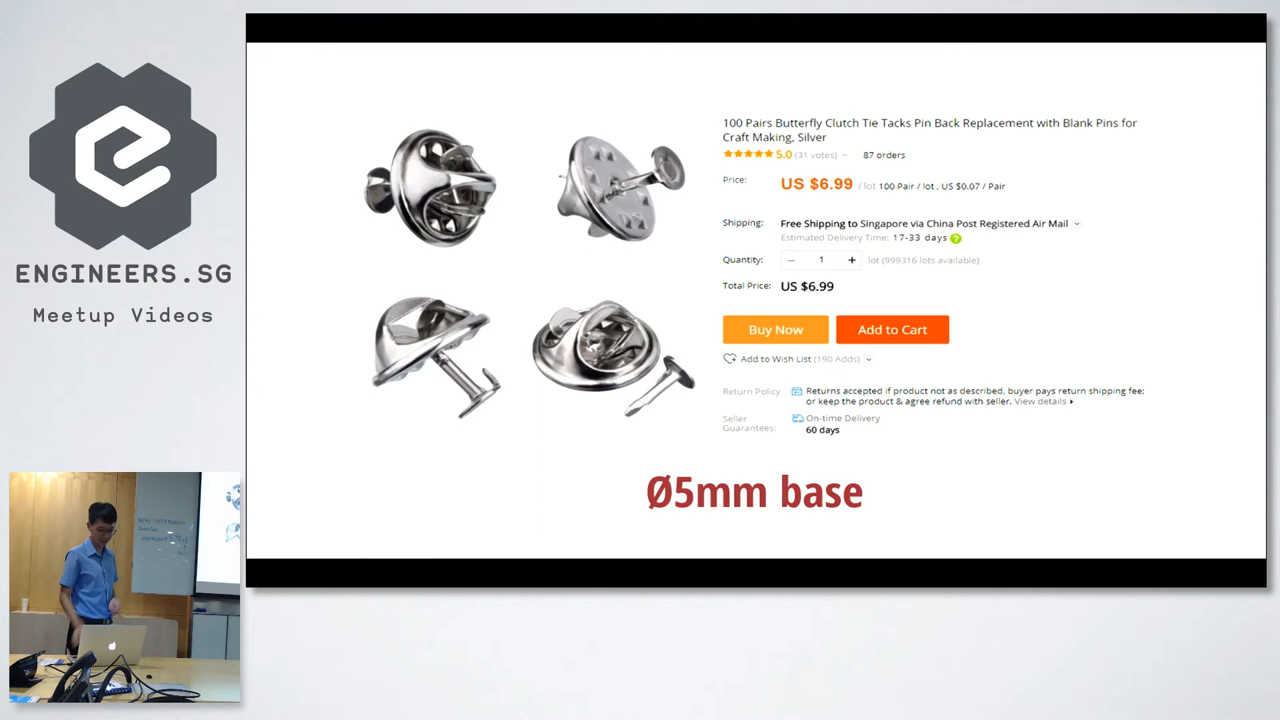 ENGINEERS.SG
Meetup Videos
100 Pairs Butterfly Clutch Tie Tacks Pin Back Replacement with Blank Pins for
Craft Making, Silver
5.0 (31 votes) 87 orders
Price: US $6.99 / lot 100 Pair / lot , US $0.07 / Pair
Shipping: Free Shipping to Singapore via China Post Registered Air Mail
Estimated Delivery Time: 17-33 days ?
Quantity: − 1 + lot (999316 lots available)
Total Price: US $6.99
Buy Now Add to Cart
Add to Wish List (190 Adds)
Return Policy Returns accepted if product not as described, buyer pays return shipping fee;
or keep the product & agree refund with seller. View details
Seller
Guarantees:
On-time Delivery
60 days
Ø5mm base